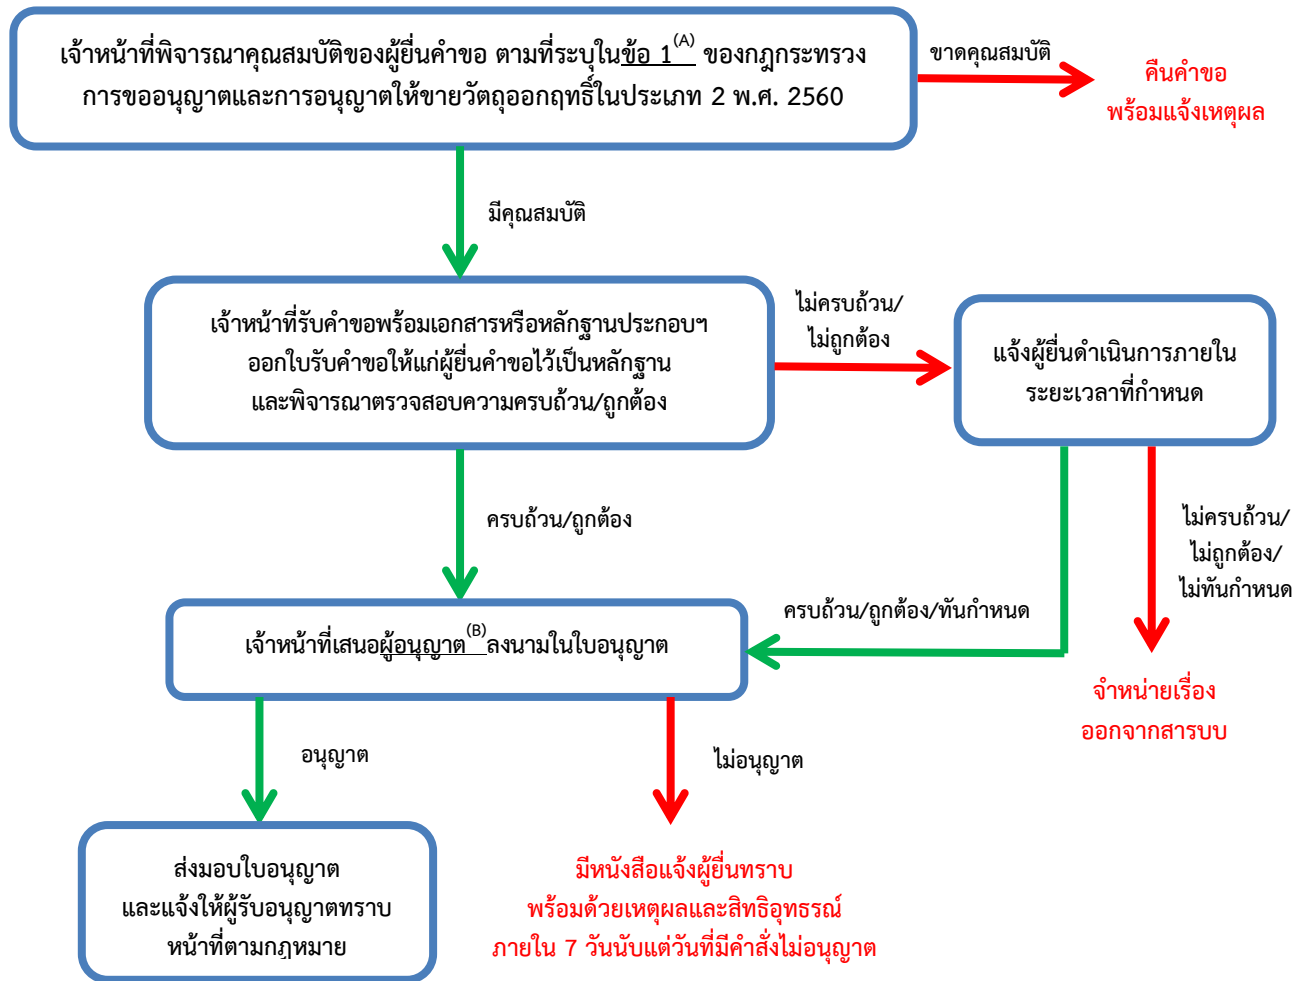 เจ้าหน้าที่พิจารณาคุณสมบัติของผู้ยื่นคำขอ ตามที่ระบุในข้อ 1(A) ของกฎกระทรวง
การขออนุญาตและการอนุญาตให้ขายวัตถุออกฤทธิ์ในประเภท 2 พ.ศ. 2560
ขาดคุณสมบัติ
คืนคำขอ
พร้อมแจ้งเหตุผล
มีคุณสมบัติ
เจ้าหน้าที่รับคำขอพร้อมเอกสารหรือหลักฐานประกอบฯ
ออกใบรับคำขอให้แก่ผู้ยื่นคำขอไว้เป็นหลักฐาน
และพิจารณาตรวจสอบความครบถ้วน/ถูกต้อง
ไม่ครบถ้วน/
ไม่ถูกต้อง
แจ้งผู้ยื่นดำเนินการภายใน
ระยะเวลาที่กำหนด
ครบถ้วน/ถูกต้อง
ไม่ครบถ้วน/
ไม่ถูกต้อง/
ไม่ทันกำหนด
ครบถ้วน/ถูกต้อง/ทันกำหนด
เจ้าหน้าที่เสนอผู้อนุญาต(B)ลงนามในใบอนุญาต
จำหน่ายเรื่อง
ออกจากสารบบ
อนุญาต
ไม่อนุญาต
ส่งมอบใบอนุญาต
และแจ้งให้ผู้รับอนุญาตทราบ
หน้าที่ตามกฎหมาย
มีหนังสือแจ้งผู้ยื่นทราบ
พร้อมด้วยเหตุผลและสิทธิอุทธรณ์
ภายใน 7 วันนับแต่วันที่มีคำสั่งไม่อนุญาต